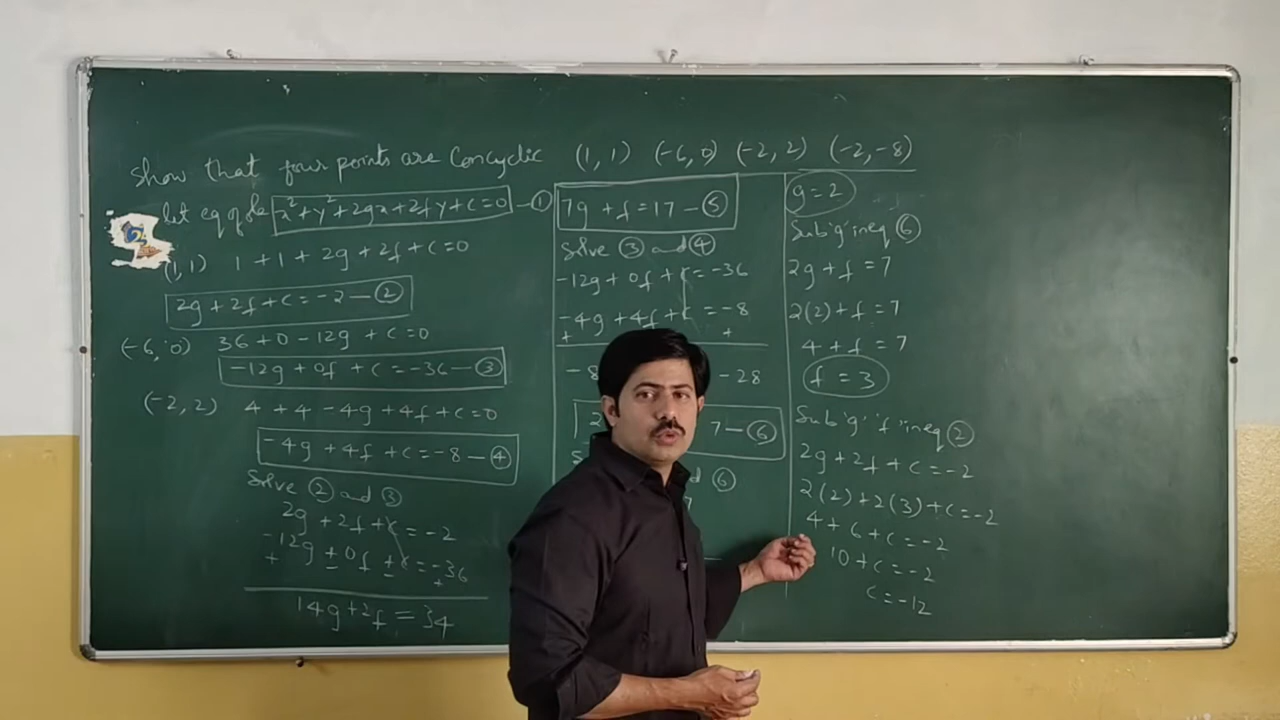 Show that four points are Concyclic (1, 1) (-6, 0) (-2, 2) (-2, -8)
let eq of x²+y²+2gx+2fy+c=0 - ①
(1, 1) 1 + 1 + 2g + 2f + c = 0
2g + 2f + c = -2 - ②
(-6, 0) 36 + 0 - 12g + c = 0
-12g + 0f + c = -36 - ③
(-2, 2) 4 + 4 - 4g + 4f + c = 0
-4g + 4f + c = -8 - ④
Solve ② and ③
2g + 2f + c = -2
-12g + 0f + c = -36
+ - - +
14g + 2f = 34
7g + f = 17 - ⑤
Solve ③ and ④
-12g + 0f + c = -36
-4g + 4f + c = -8
+ +
-8 -28
2 7 - ⑥
⑥
7
g = 2
Sub 'g' in eq ⑥
2g + f = 7
2(2) + f = 7
4 + f = 7
f = 3
Sub 'g' 'f' in eq ②
2g + 2f + c = -2
2(2) + 2(3) + c = -2
4 + 6 + c = -2
10 + c = -2
c = -12